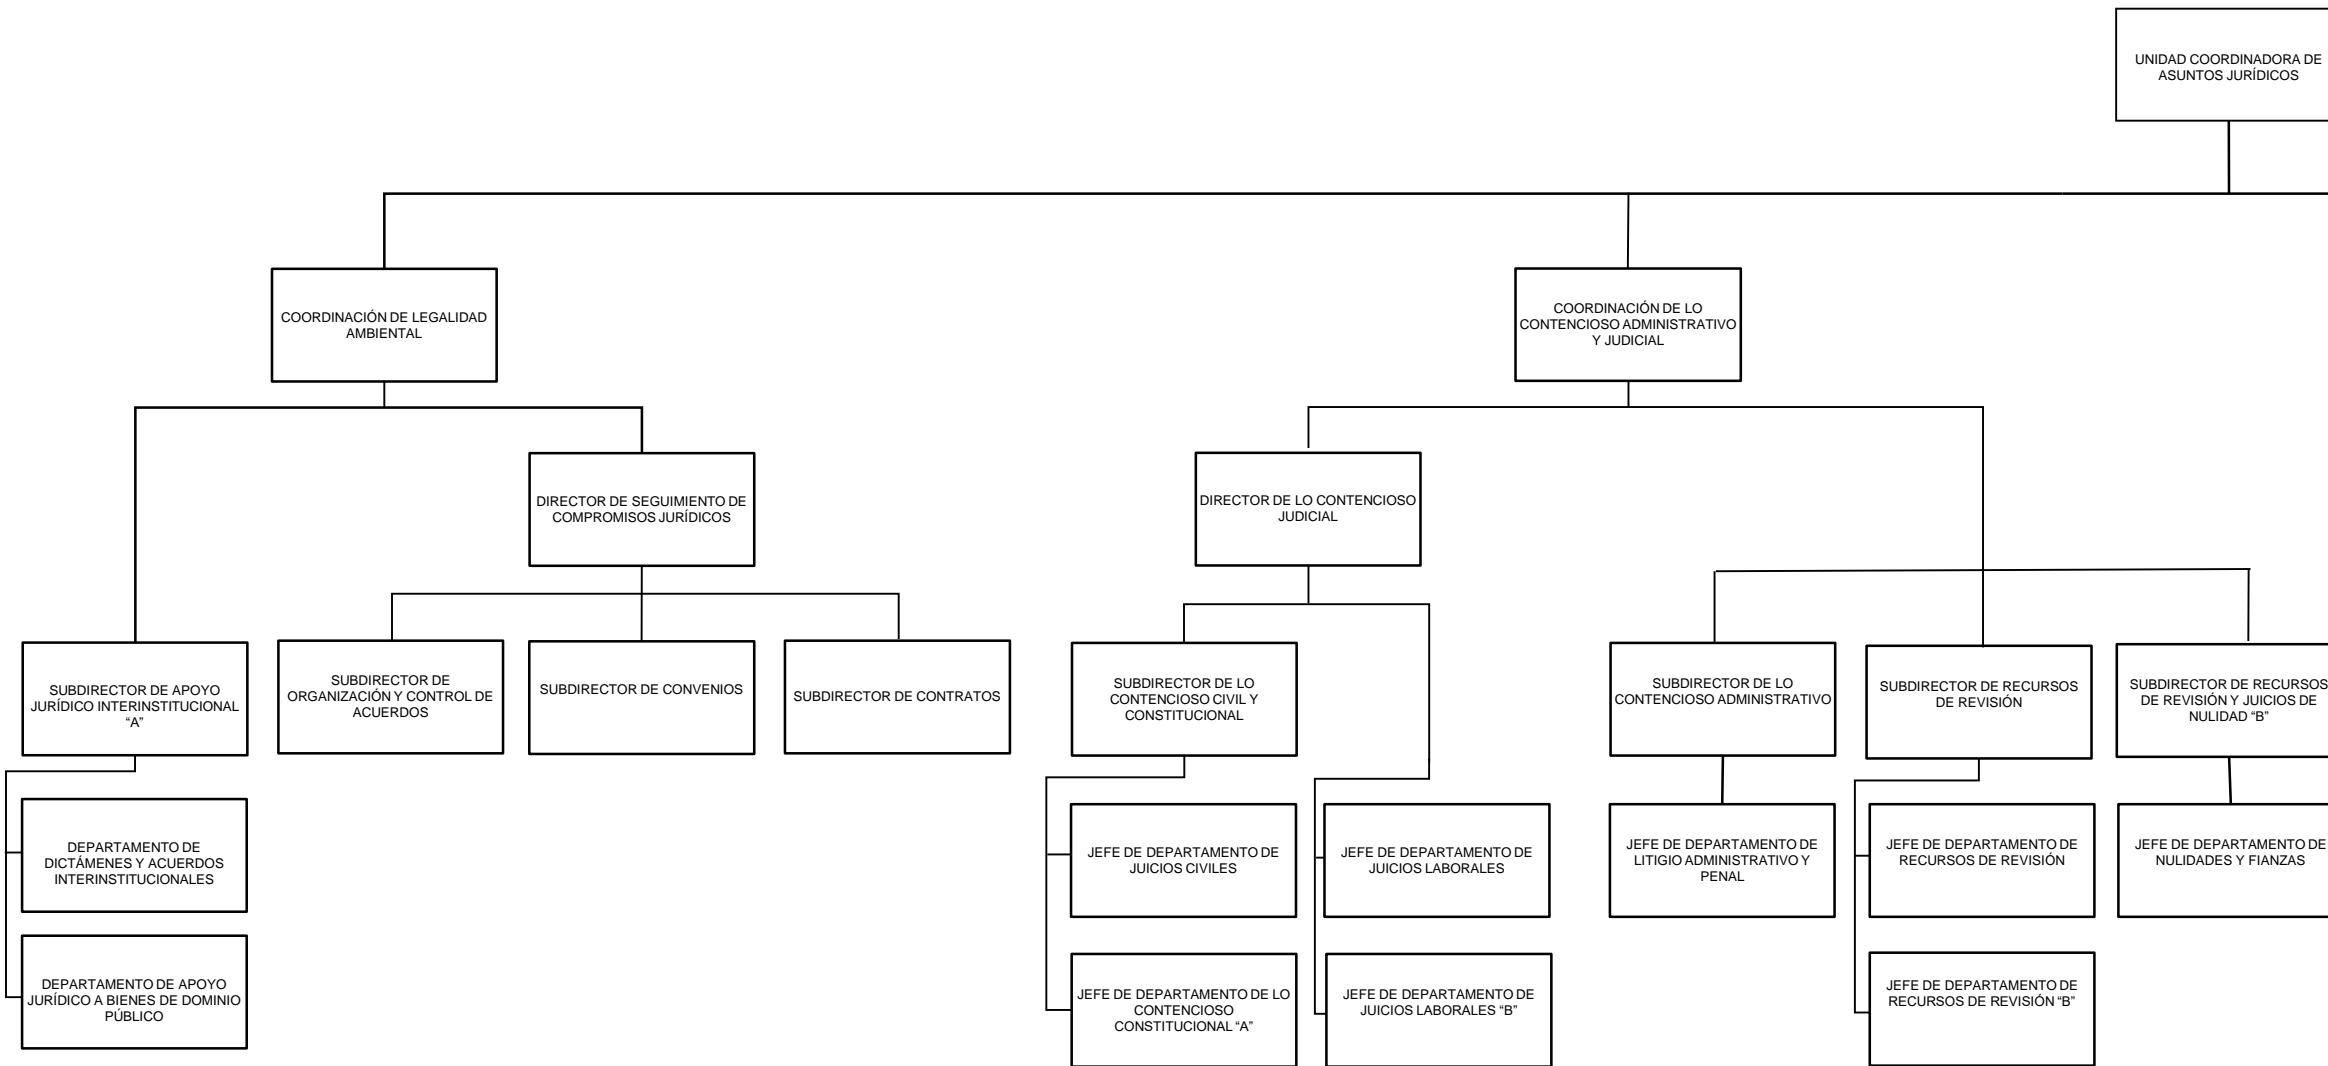 UNIDAD COORDINADORA DE
ASUNTOS JURÍDICOS
COORDINACIÓN DE LEGALIDAD
AMBIENTAL
COORDINACIÓN DE LO
CONTENCIOSO ADMINISTRATIVO
Y JUDICIAL
DIRECTOR DE SEGUIMIENTO DE
COMPROMISOS JURÍDICOS
DIRECTOR DE LO CONTENCIOSO
JUDICIAL
SUBDIRECTOR DE APOYO
JURÍDICO INTERINSTITUCIONAL
“A”
SUBDIRECTOR DE
ORGANIZACIÓN Y CONTROL DE
ACUERDOS
SUBDIRECTOR DE CONVENIOS
SUBDIRECTOR DE CONTRATOS
SUBDIRECTOR DE LO
CONTENCIOSO CIVIL Y
CONSTITUCIONAL
SUBDIRECTOR DE LO
CONTENCIOSO ADMINISTRATIVO
SUBDIRECTOR DE RECURSOS
DE REVISIÓN
SUBDIRECTOR DE RECURSOS
DE REVISIÓN Y JUICIOS DE
NULIDAD “B”
DEPARTAMENTO DE
DICTÁMENES Y ACUERDOS
INTERINSTITUCIONALES
JEFE DE DEPARTAMENTO DE
JUICIOS CIVILES
JEFE DE DEPARTAMENTO DE
JUICIOS LABORALES
JEFE DE DEPARTAMENTO DE
LITIGIO ADMINISTRATIVO Y
PENAL
JEFE DE DEPARTAMENTO DE
RECURSOS DE REVISIÓN
JEFE DE DEPARTAMENTO DE
NULIDADES Y FIANZAS
DEPARTAMENTO DE APOYO
JURÍDICO A BIENES DE DOMINIO
PÚBLICO
JEFE DE DEPARTAMENTO DE LO
CONTENCIOSO
CONSTITUCIONAL “A”
JEFE DE DEPARTAMENTO DE
JUICIOS LABORALES “B”
JEFE DE DEPARTAMENTO DE
RECURSOS DE REVISIÓN “B”